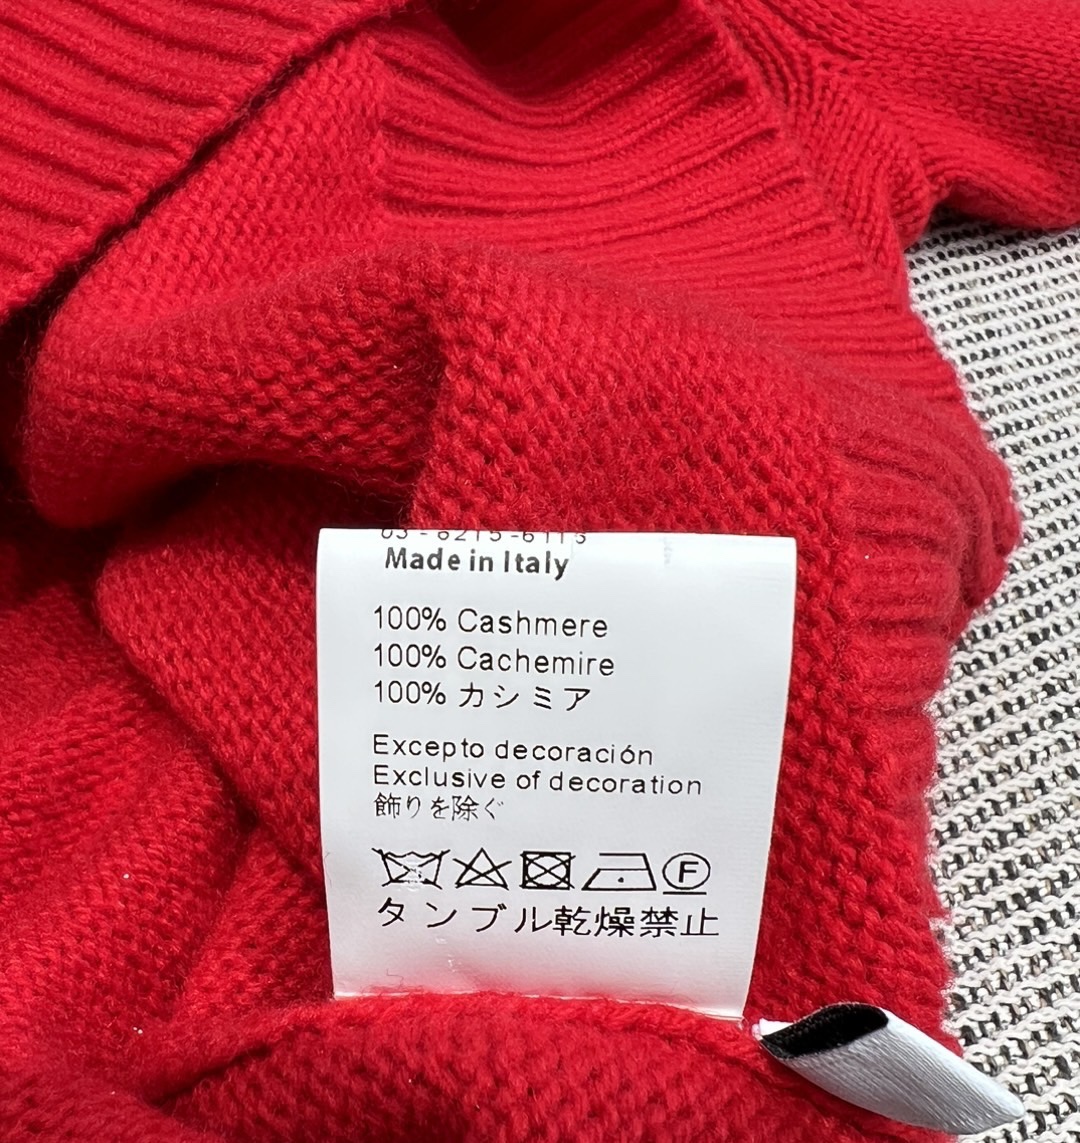 Made in Italy
100% Cashmere
100% Cachemire
100% カシミア
Excepto decoración
Exclusive of decoration
飾りを除ぐ
F
タンブル乾燥禁止